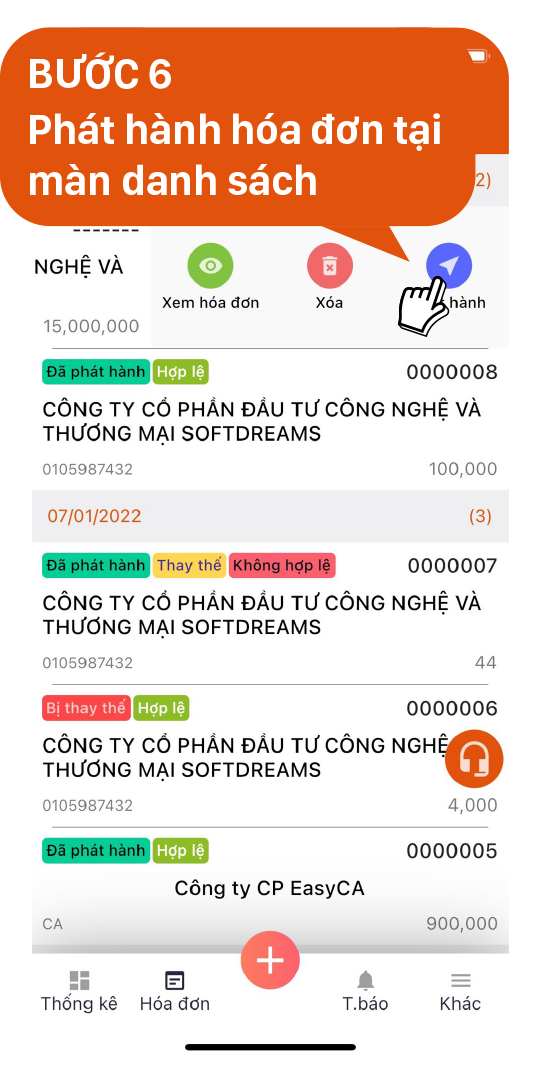 BƯỚC 6
Phát hành hóa đơn tại
màn danh sách
2)
NGHỆ VÀ
Xem hóa đơn
Xóa
hành
15,000,000
Đã phát hành Hợp lệ 0000008
CÔNG TY CỔ PHẦN ĐẦU TƯ CÔNG NGHỆ VÀ
THƯƠNG MẠI SOFTDREAMS
0105987432 100,000
07/01/2022 (3)
Đã phát hành Thay thế Không hợp lệ 0000007
CÔNG TY CỔ PHẦN ĐẦU TƯ CÔNG NGHỆ VÀ
THƯƠNG MẠI SOFTDREAMS
0105987432 44
Bị thay thế Hợp lệ 0000006
CÔNG TY CỔ PHẦN ĐẦU TƯ CÔNG NGHỆ
THƯƠNG MẠI SOFTDREAMS
0105987432 4,000
Đã phát hành Hợp lệ 0000005
Công ty CP EasyCA
CA 900,000
Thống kê Hóa đơn T.báo Khác